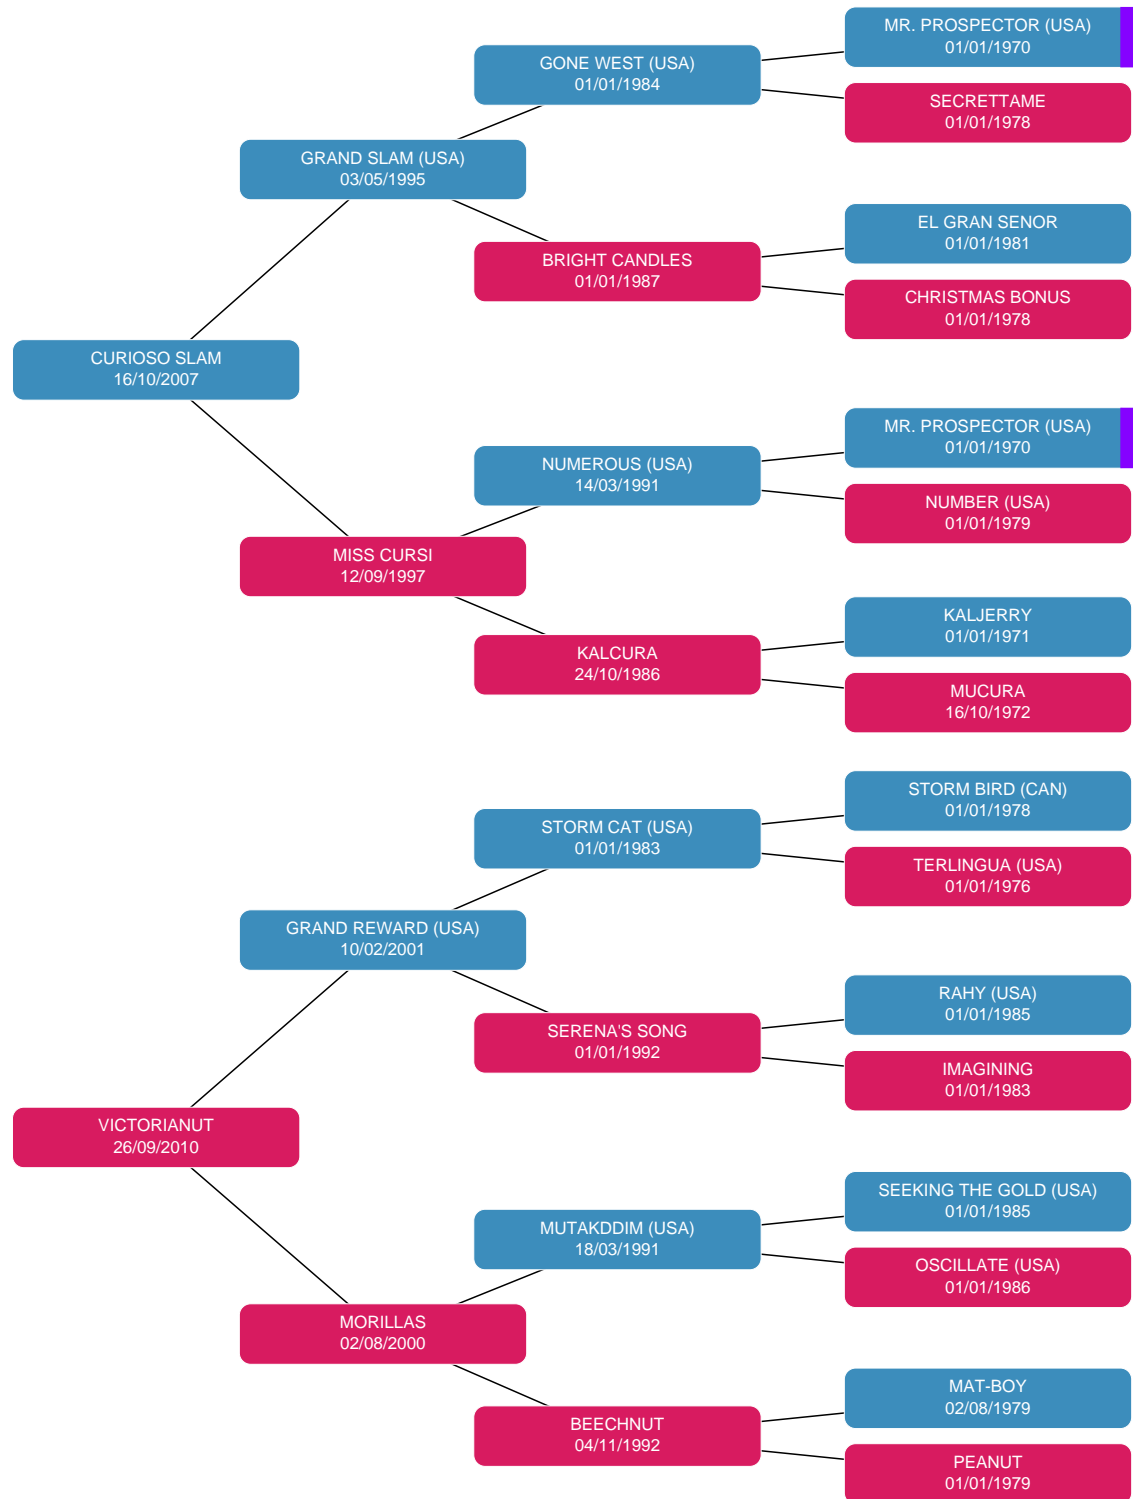 MR. PROSPECTOR (USA)
01/01/1970
GONE WEST (USA)
01/01/1984
SECRETTAME
01/01/1978
GRAND SLAM (USA)
03/05/1995
EL GRAN SENOR
01/01/1981
BRIGHT CANDLES
01/01/1987
CHRISTMAS BONUS
01/01/1978
CURIOSO SLAM
16/10/2007
MR. PROSPECTOR (USA)
01/01/1970
NUMEROUS (USA)
14/03/1991
NUMBER (USA)
01/01/1979
MISS CURSI
12/09/1997
KALJERRY
01/01/1971
KALCURA
24/10/1986
MUCURA
16/10/1972
STORM BIRD (CAN)
01/01/1978
STORM CAT (USA)
01/01/1983
TERLINGUA (USA)
01/01/1976
GRAND REWARD (USA)
10/02/2001
RAHY (USA)
01/01/1985
SERENA'S SONG
01/01/1992
IMAGINING
01/01/1983
VICTORIANUT
26/09/2010
SEEKING THE GOLD (USA)
01/01/1985
MUTAKDDIM (USA)
18/03/1991
OSCILLATE (USA)
01/01/1986
MORILLAS
02/08/2000
MAT-BOY
02/08/1979
BEECHNUT
04/11/1992
PEANUT
01/01/1979